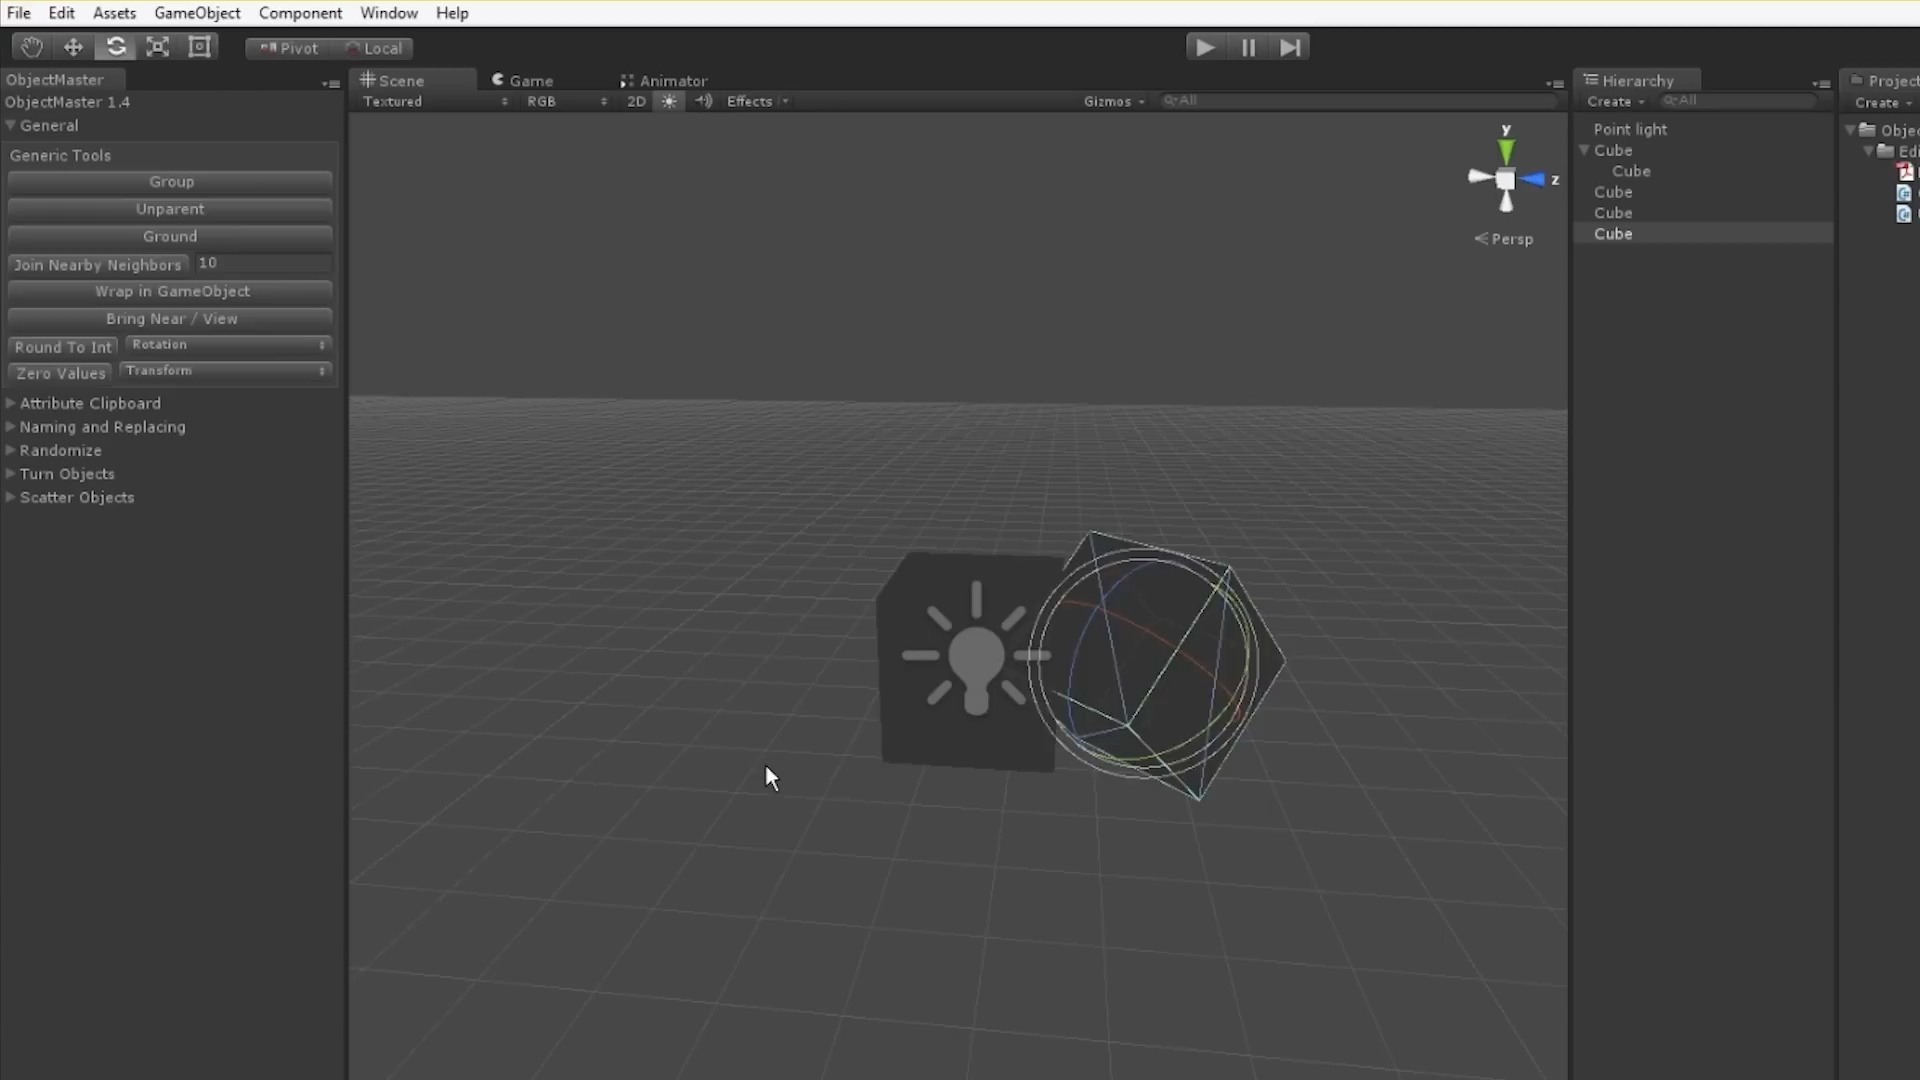 File Edit Assets GameObject Component Window Help
Pivot Local
ObjectMaster
ObjectMaster 1.4
General
Generic Tools
Group
Unparent
Ground
Join Nearby Neighbors 10
Wrap in GameObject
Bring Near / View
Round To Int Rotation
Zero Values Transform
Attribute Clipboard
Naming and Replacing
Randomize
Turn Objects
Scatter Objects
Scene Game Animator
Textured RGB 2D Effects Gizmos All
y
z
Persp
Hierarchy
Create All
Point light
Cube
Cube
Cube
Cube
Cube
Project
Create